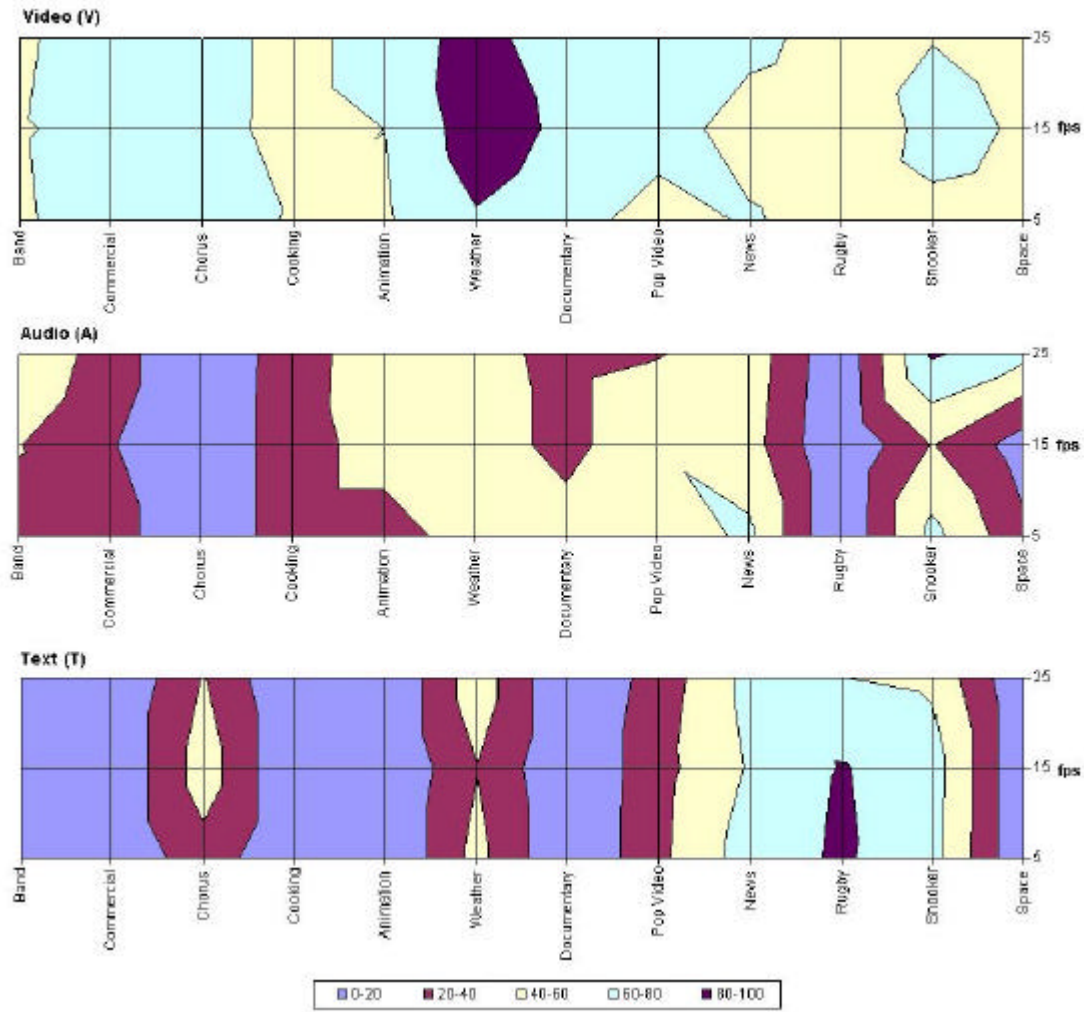 Video (V)
25
15 fps
5
Band
Commercial
Chorus
Cooking
Animation
Weather
Documentary
Pop Video
News
Rugby
Snooker
Space
Audio (A)
25
15 fps
5
Band
Commercial
Chorus
Cooking
Animation
Weather
Documentary
Pop Video
News
Rugby
Snooker
Space
Text (T)
25
15 fps
5
Band
Commercial
Chorus
Cooking
Animation
Weather
Documentary
Pop Video
News
Rugby
Snooker
Space
0-20 20-40 40-60 60-80 80-100